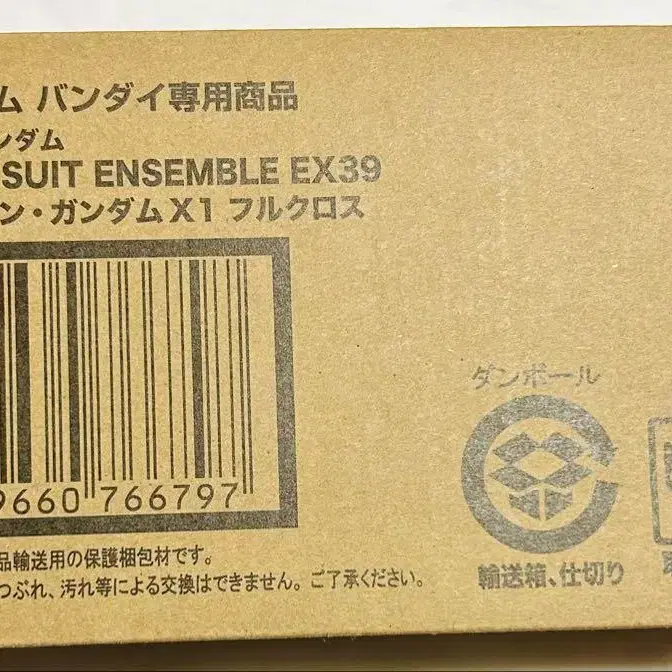 ム バンダイ専用商品
ンダム
SUIT ENSEMBLE EX39
ン・ガンダムX1 フルクロス
9660 766797
品輸送用の保護梱包材です。
つぶれ、汚れ等による交換はできません。ご了承ください。
ダンボール
輸送箱、仕切り